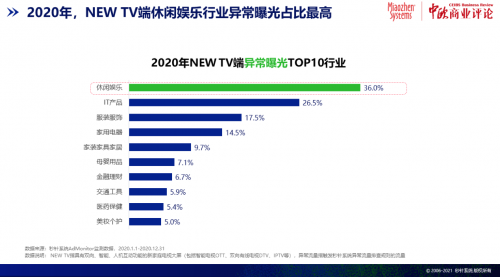 2020年，NEW TV端休闲娱乐行业异常曝光占比最高
Miaozhen Systems
CEIBS Business Review
中欧商业评论
2020年NEW TV端异常曝光TOP10行业
休闲娱乐 36.0%
IT产品 26.5%
服装服饰 17.5%
家用电器 14.5%
家装家具家居 9.7%
母婴用品 7.1%
金融理财 6.7%
交通工具 5.9%
医药保健 5.4%
美妆个护 5.0%
数据来源：秒针系统AdMonitor监测数据，2020.1.1-2020.12.31
数据说明：NEW TV指具有双向、智能、人机互动功能的新家庭电视大屏（包括智能电视OTT、双向有线电视DTV、IPTV等），异常流量指触发秒针系统异常流量排查规则的流量
© 2006-2021 秒针系统 版权所有